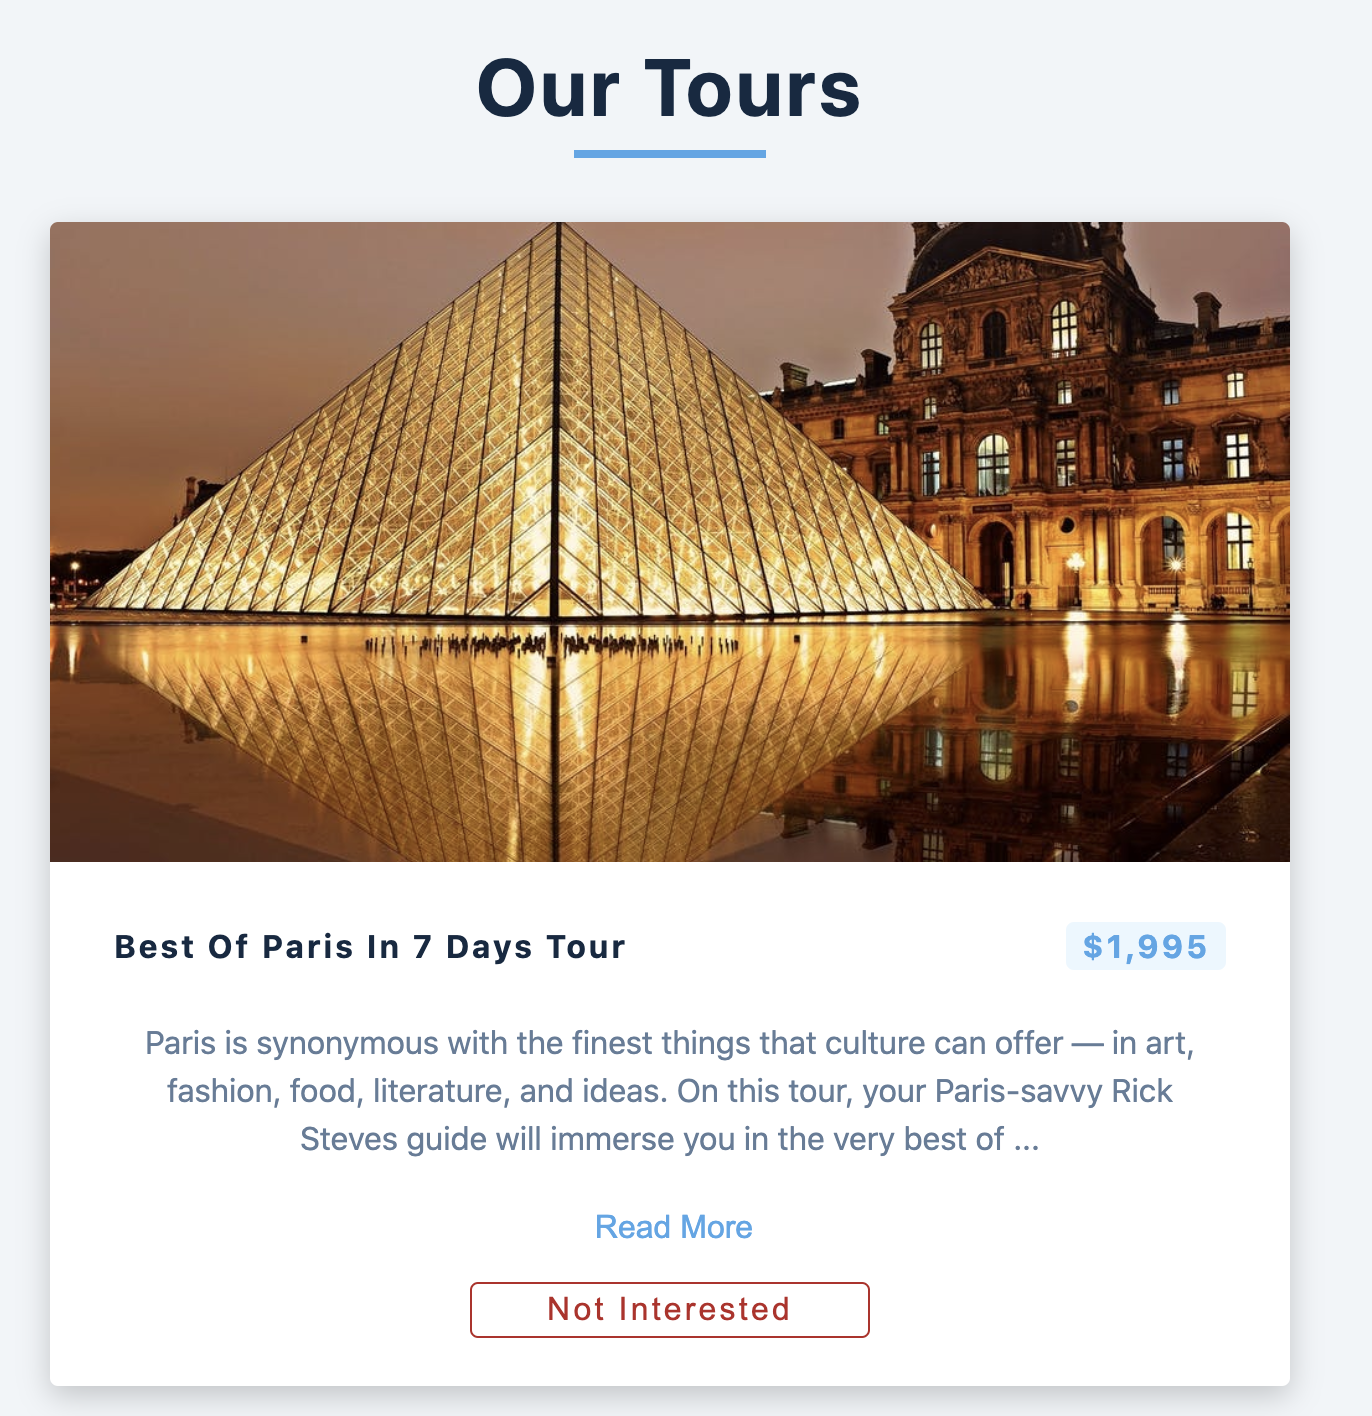 Our Tours
Best Of Paris In 7 Days Tour
$1,995
Paris is synonymous with the finest things that culture can offer — in art,
fashion, food, literature, and ideas. On this tour, your Paris-savvy Rick
Steves guide will immerse you in the very best of ...
Read More
Not Interested